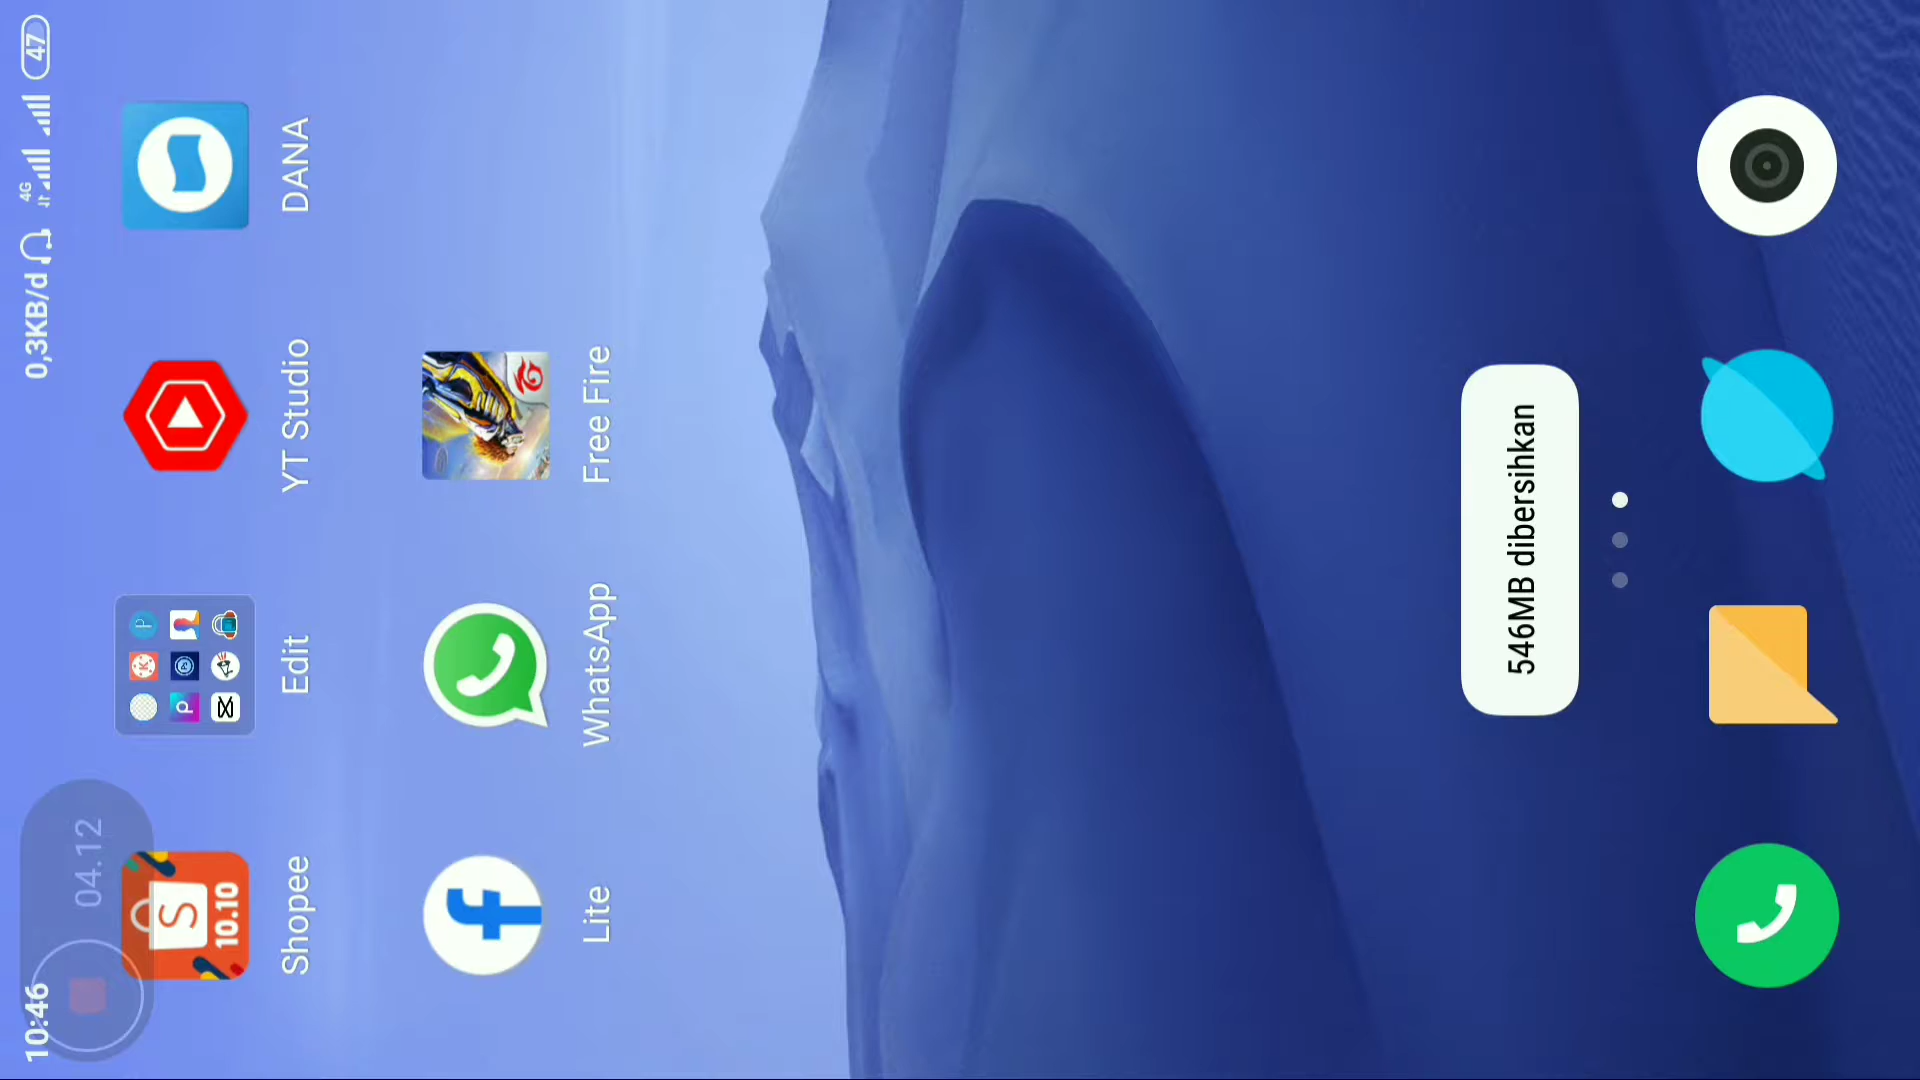 10:46
0,3KB/d
4G
47
04.12
S
10.10
Shopee
Edit
YT Studio
DANA
Lite
WhatsApp
Free Fire
546MB dibersihkan